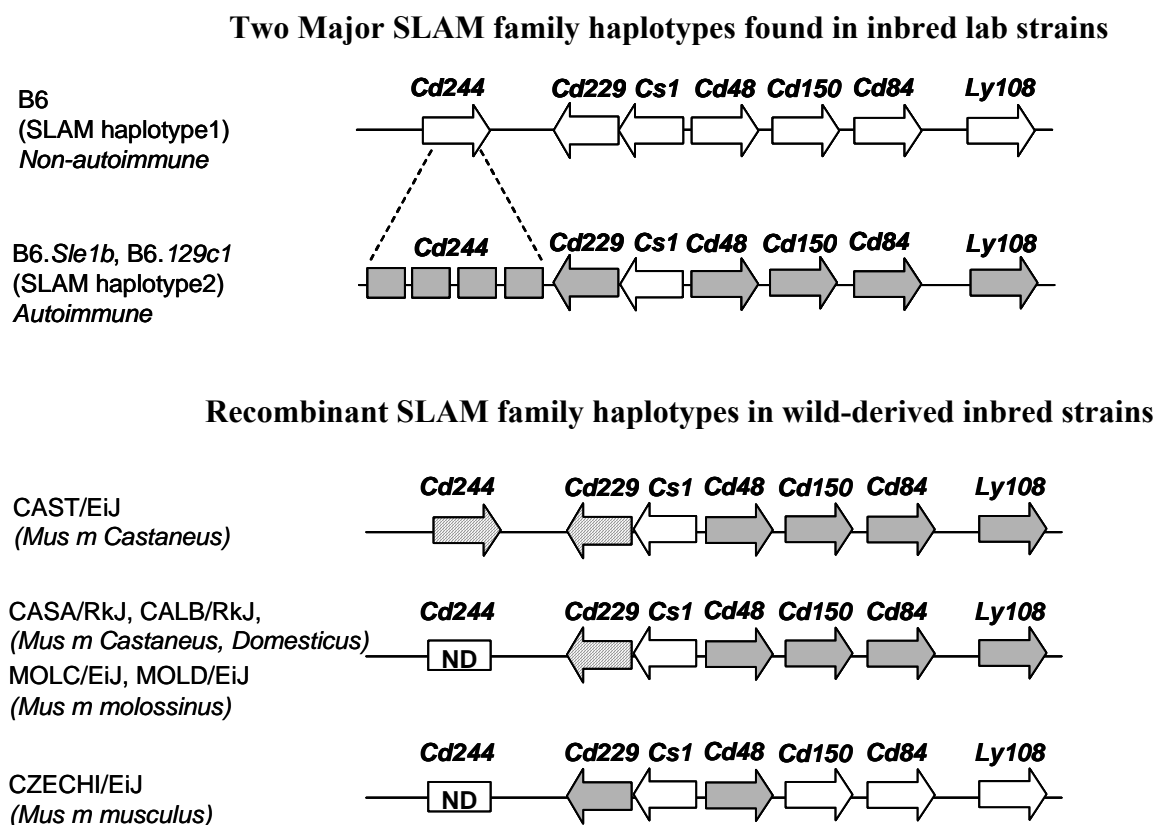 Two Major SLAM family haplotypes found in inbred lab strains
Cd244 Cd229 Cs1 Cd48 Cd150 Cd84 Ly108
B6
(SLAM haplotype1)
Non-autoimmune
Cd244 Cd229 Cs1 Cd48 Cd150 Cd84 Ly108
B6.Sle1b, B6.129c1
(SLAM haplotype2)
Autoimmune
Recombinant SLAM family haplotypes in wild-derived inbred strains
Cd244 Cd229 Cs1 Cd48 Cd150 Cd84 Ly108
CAST/EiJ
(Mus m Castaneus)
CASA/RkJ, CALB/RkJ,
(Mus m Castaneus, Domesticus)
MOLC/EiJ, MOLD/EiJ
(Mus m molossinus)
Cd244 Cd229 Cs1 Cd48 Cd150 Cd84 Ly108
ND
Cd244 Cd229 Cs1 Cd48 Cd150 Cd84 Ly108
CZECHI/EiJ
(Mus m musculus)
ND